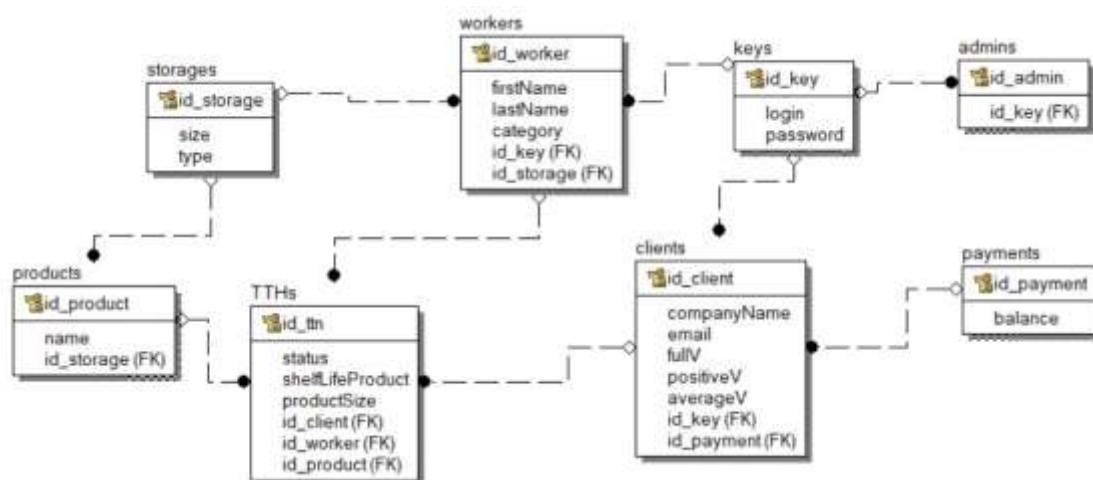 workers
id_worker
firstName
lastName
category
id_key (FK)
id_storage (FK)
storages
id_storage
size
type
keys
id_key
login
password
admins
id_admin
id_key (FK)
products
id_product
name
id_storage (FK)
TTHs
id_ttn
status
shelfLifeProduct
productSize
id_client (FK)
id_worker (FK)
id_product (FK)
clients
id_client
companyName
email
fullV
positiveV
averageV
id_key (FK)
id_payment (FK)
payments
id_payment
balance